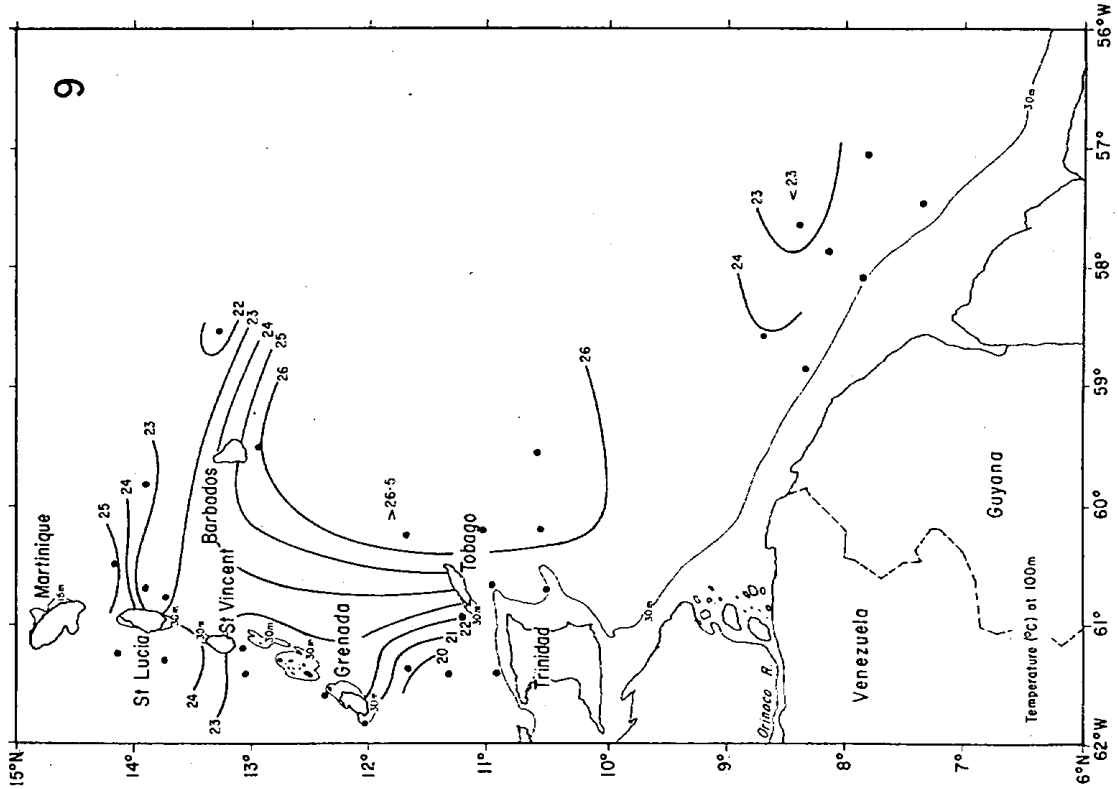 15°N
Martinique
15m
9
25
24
14°
St Lucia
23
30m
24
30m
Barbados
23
St Vincent
22
23
13°
24
30m
25
26
30m
Grenada
12°
30m
>26·5
20
21
22
Tobago
30m
11°
Trinidad
26
10°
30m
9°
24
23
Orinaco R.
<23
8°
Venezuela
7°
Guyana
30m
Temperature (°C) at 100m
6°N
62°W 61° 60° 59° 58° 57° 56°W